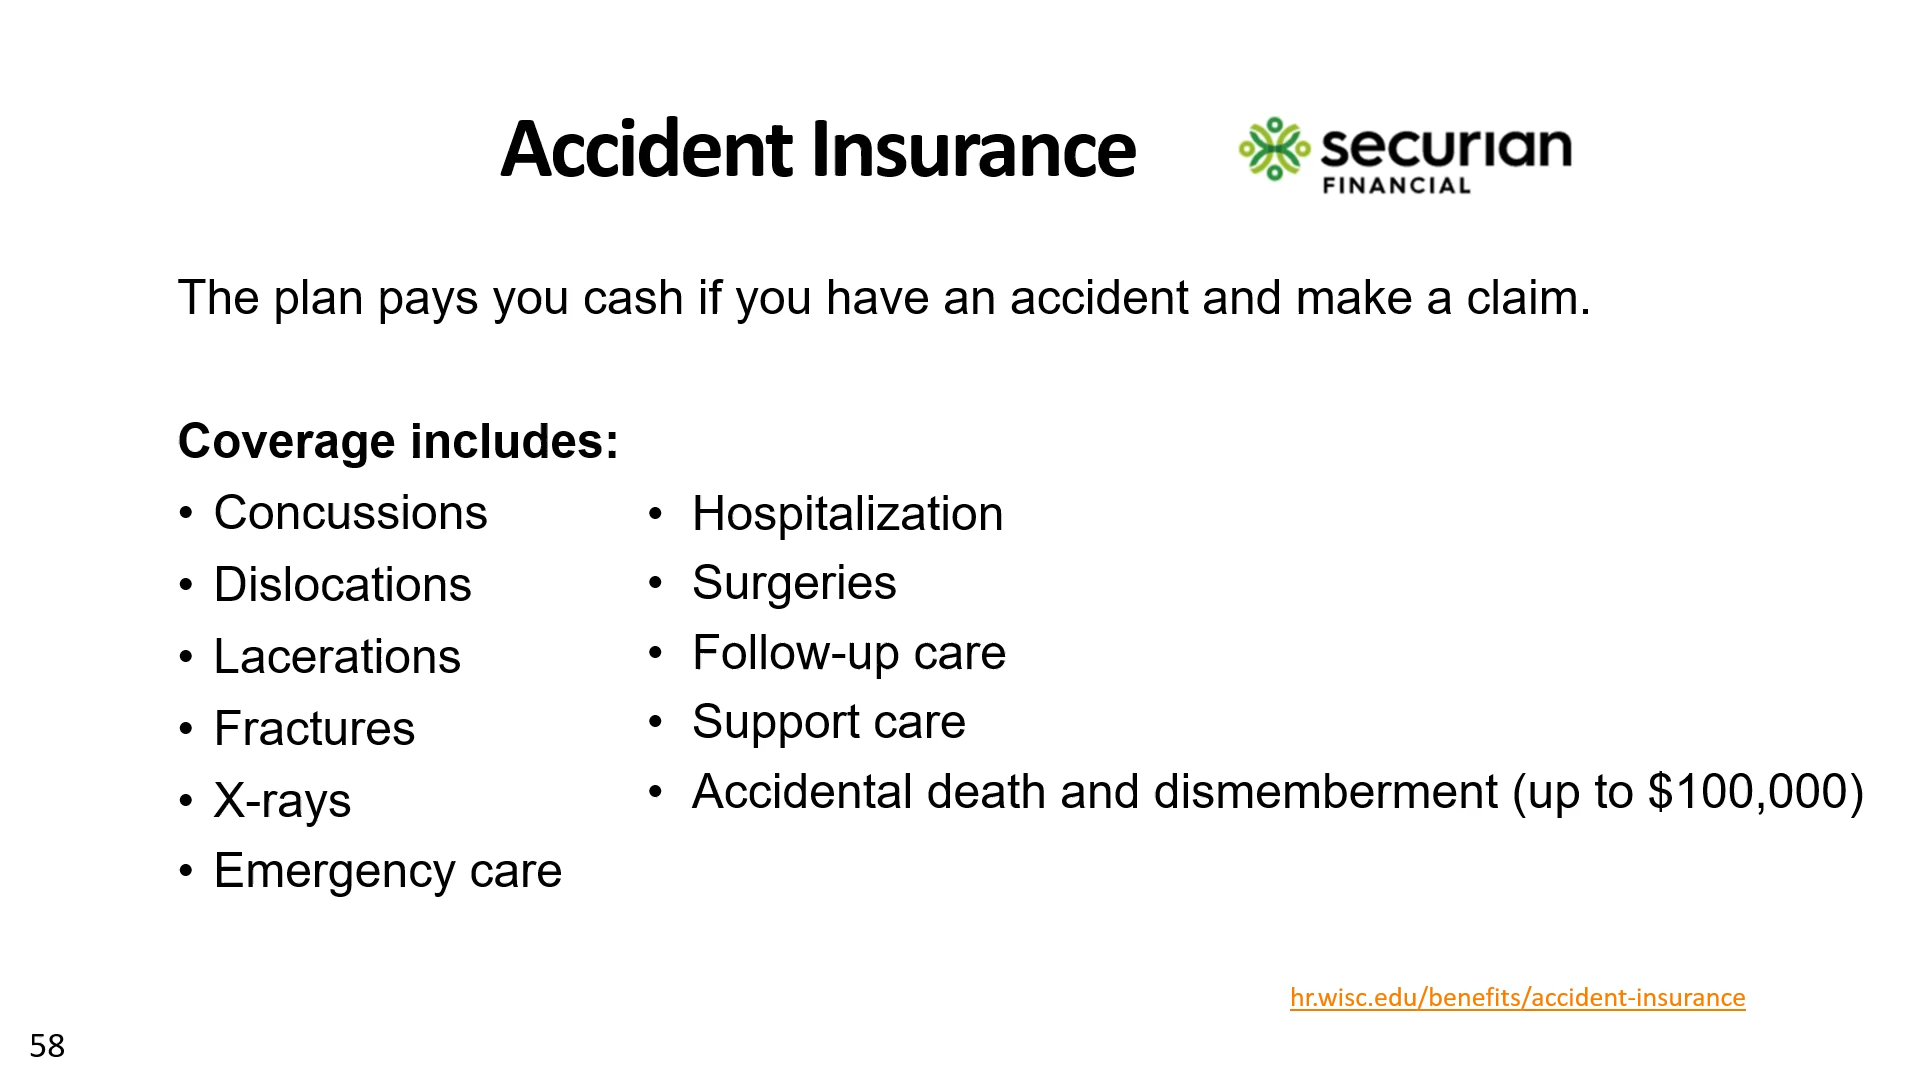 Accident Insurance
securian
FINANCIAL
The plan pays you cash if you have an accident and make a claim.
Coverage includes:
• Concussions
• Dislocations
• Lacerations
• Fractures
• X-rays
• Emergency care
• Hospitalization
• Surgeries
• Follow-up care
• Support care
• Accidental death and dismemberment (up to $100,000)
hr.wisc.edu/benefits/accident-insurance
58